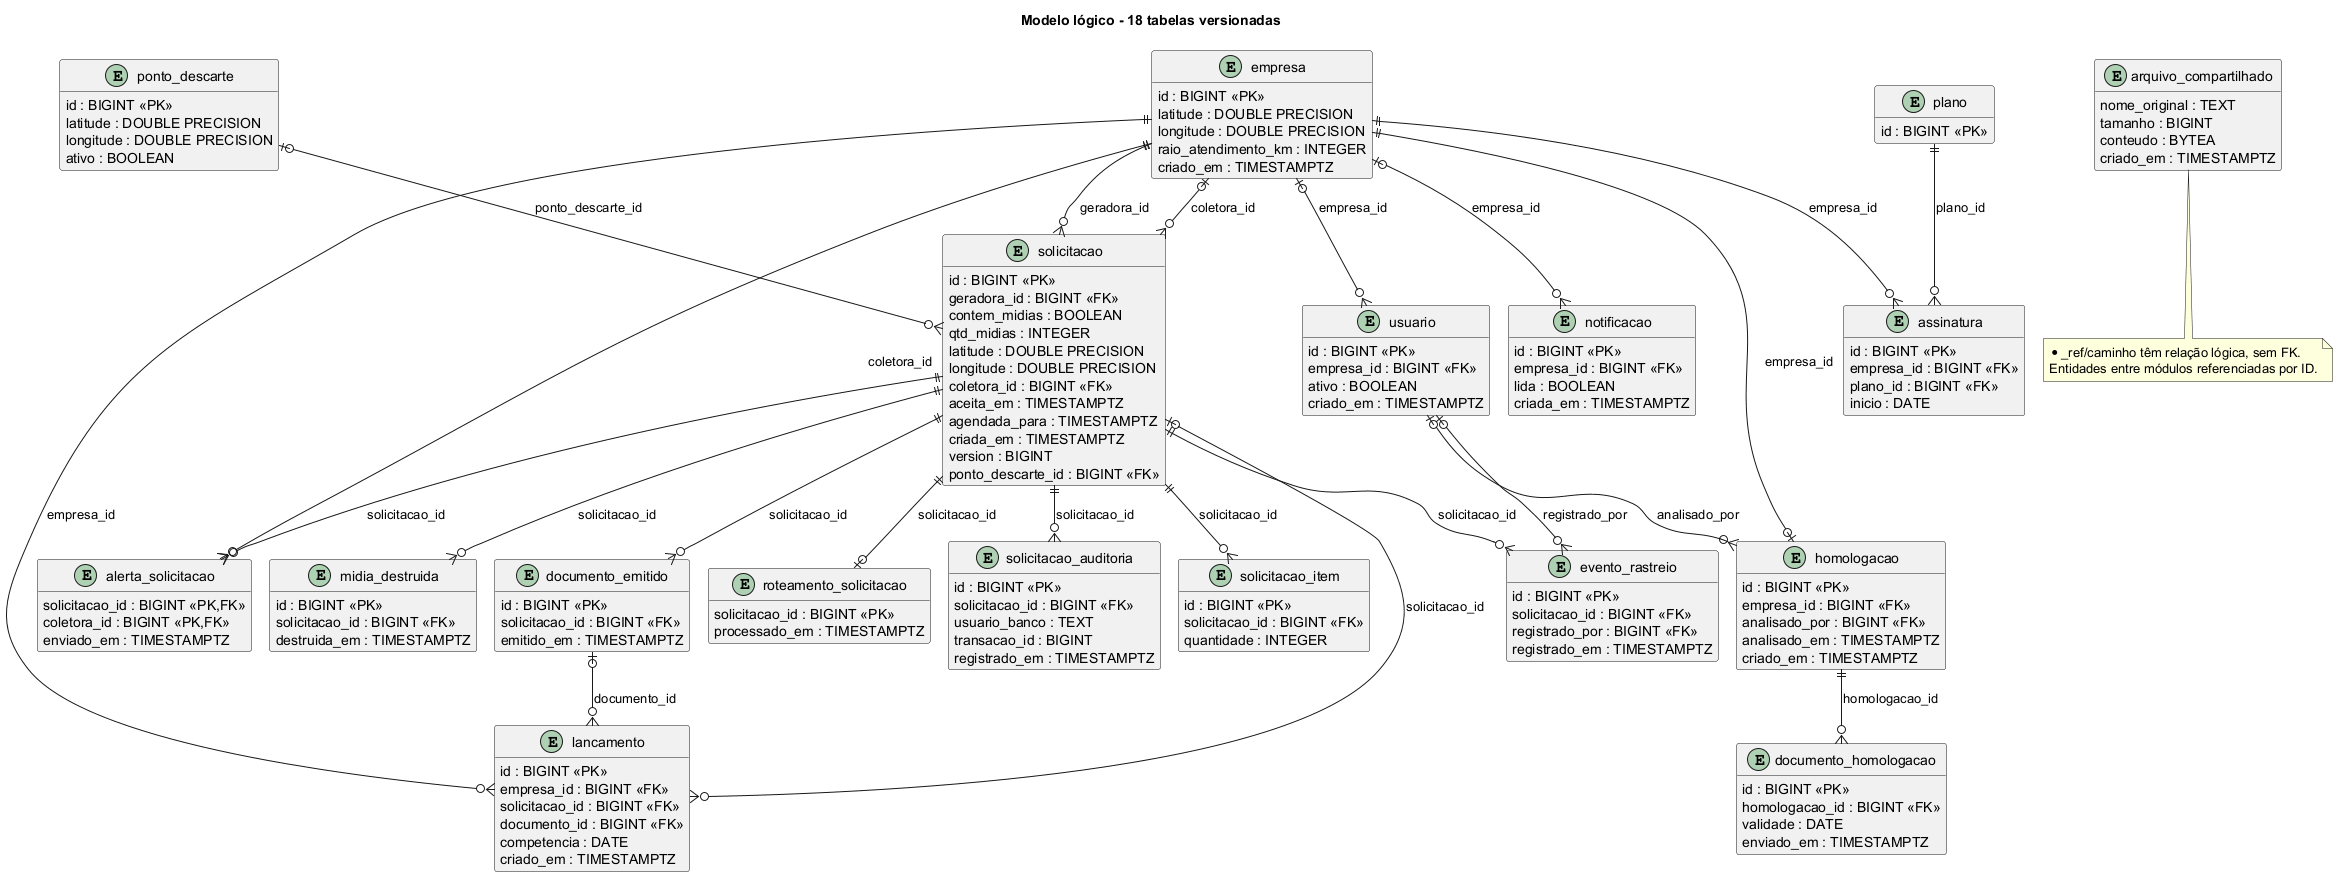 Modelo lógico - 18 tabelas versionadas
E ponto_descarte
id : BIGINT «PK»
latitude : DOUBLE PRECISION
longitude : DOUBLE PRECISION
ativo : BOOLEAN
E empresa
id : BIGINT «PK»
latitude : DOUBLE PRECISION
longitude : DOUBLE PRECISION
raio_atendimento_km : INTEGER
criado_em : TIMESTAMPTZ
E plano
id : BIGINT «PK»
E arquivo_compartilhado
nome_original : TEXT
tamanho : BIGINT
conteudo : BYTEA
criado_em : TIMESTAMPTZ
ponto_descarte_id
geradora_id
coletora_id
empresa_id
empresa_id
empresa_id
plano_id
E solicitacao
id : BIGINT «PK»
geradora_id : BIGINT «FK»
contem_midias : BOOLEAN
qtd_midias : INTEGER
latitude : DOUBLE PRECISION
longitude : DOUBLE PRECISION
coletora_id : BIGINT «FK»
aceita_em : TIMESTAMPTZ
agendada_para : TIMESTAMPTZ
criada_em : TIMESTAMPTZ
version : BIGINT
ponto_descarte_id : BIGINT «FK»
E usuario
id : BIGINT «PK»
empresa_id : BIGINT «FK»
ativo : BOOLEAN
criado_em : TIMESTAMPTZ
E notificacao
id : BIGINT «PK»
empresa_id : BIGINT «FK»
lida : BOOLEAN
criada_em : TIMESTAMPTZ
E assinatura
id : BIGINT «PK»
empresa_id : BIGINT «FK»
plano_id : BIGINT «FK»
inicio : DATE
• _ref/caminho têm relação lógica, sem FK.
Entidades entre módulos referenciadas por ID.
coletora_id
empresa_id
empresa_id
solicitacao_id
solicitacao_id
solicitacao_id
solicitacao_id
solicitacao_id
solicitacao_id
solicitacao_id
registrado_por
analisado_por
E alerta_solicitacao
solicitacao_id : BIGINT «PK,FK»
coletora_id : BIGINT «PK,FK»
enviado_em : TIMESTAMPTZ
E midia_destruida
id : BIGINT «PK»
solicitacao_id : BIGINT «FK»
destruida_em : TIMESTAMPTZ
E documento_emitido
id : BIGINT «PK»
solicitacao_id : BIGINT «FK»
emitido_em : TIMESTAMPTZ
E roteamento_solicitacao
solicitacao_id : BIGINT «PK»
processado_em : TIMESTAMPTZ
E solicitacao_auditoria
id : BIGINT «PK»
solicitacao_id : BIGINT «FK»
usuario_banco : TEXT
transacao_id : BIGINT
registrado_em : TIMESTAMPTZ
E solicitacao_item
id : BIGINT «PK»
solicitacao_id : BIGINT «FK»
quantidade : INTEGER
solicitacao_id
E evento_rastreio
id : BIGINT «PK»
solicitacao_id : BIGINT «FK»
registrado_por : BIGINT «FK»
registrado_em : TIMESTAMPTZ
E homologacao
id : BIGINT «PK»
empresa_id : BIGINT «FK»
analisado_por : BIGINT «FK»
analisado_em : TIMESTAMPTZ
criado_em : TIMESTAMPTZ
documento_id
homologacao_id
E lancamento
id : BIGINT «PK»
empresa_id : BIGINT «FK»
solicitacao_id : BIGINT «FK»
documento_id : BIGINT «FK»
competencia : DATE
criado_em : TIMESTAMPTZ
E documento_homologacao
id : BIGINT «PK»
homologacao_id : BIGINT «FK»
validade : DATE
enviado_em : TIMESTAMPTZ